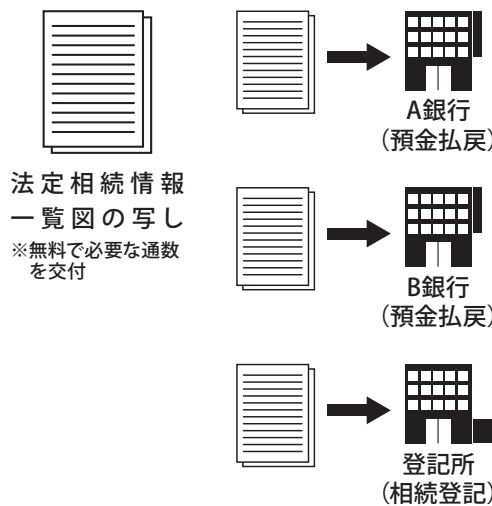 法定相続情報
一覧図の写し
※無料で必要な通数
を交付
A銀行
(預金払戻)
B銀行
(預金払戻)
登記所
(相続登記)